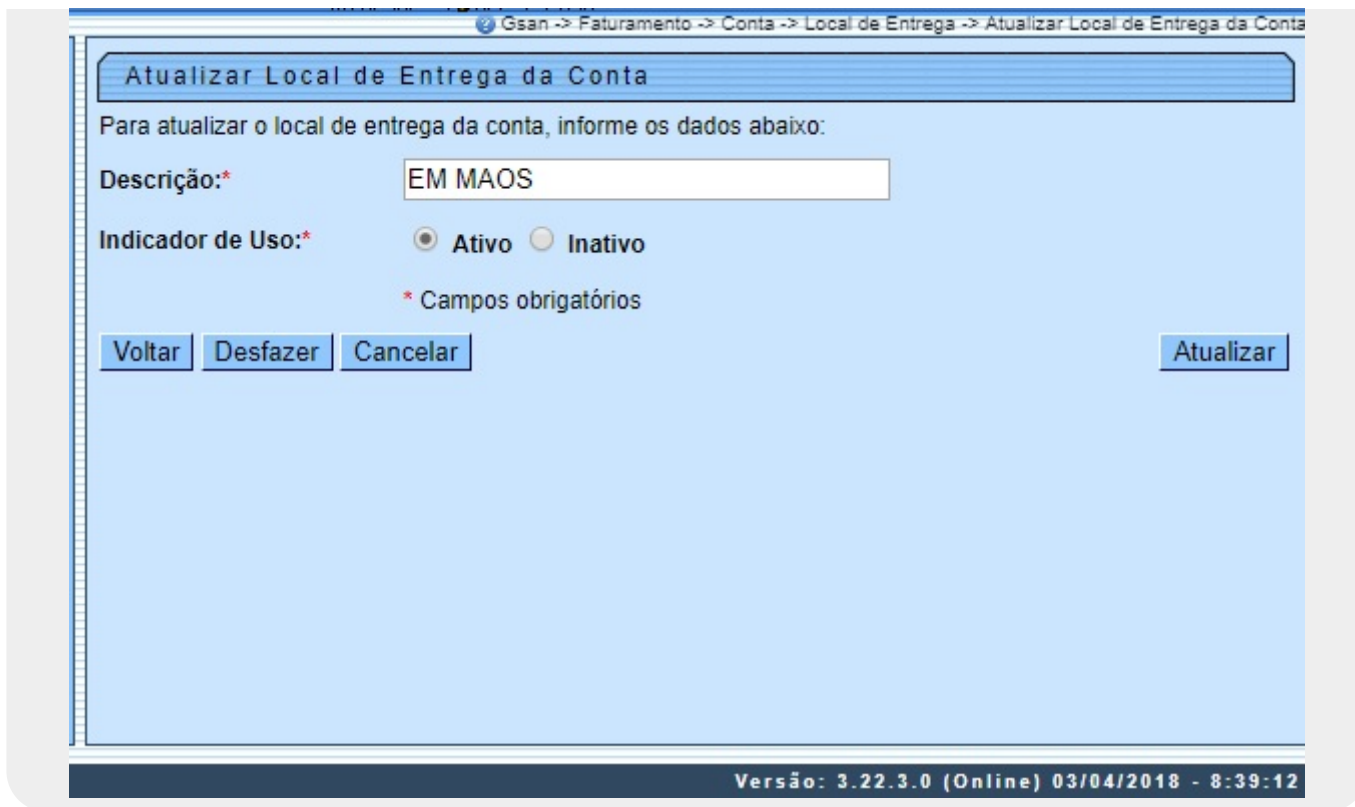 Gsan -> Faturamento -> Conta -> Local de Entrega -> Atualizar Local de Entrega da Conta
Atualizar Local de Entrega da Conta
Para atualizar o local de entrega da conta, informe os dados abaixo:
Descrição:* EM MAOS
Indicador de Uso:* Ativo Inativo
* Campos obrigatórios
Voltar Desfazer Cancelar Atualizar
Versão: 3.22.3.0 (Online) 03/04/2018 - 8:39:12